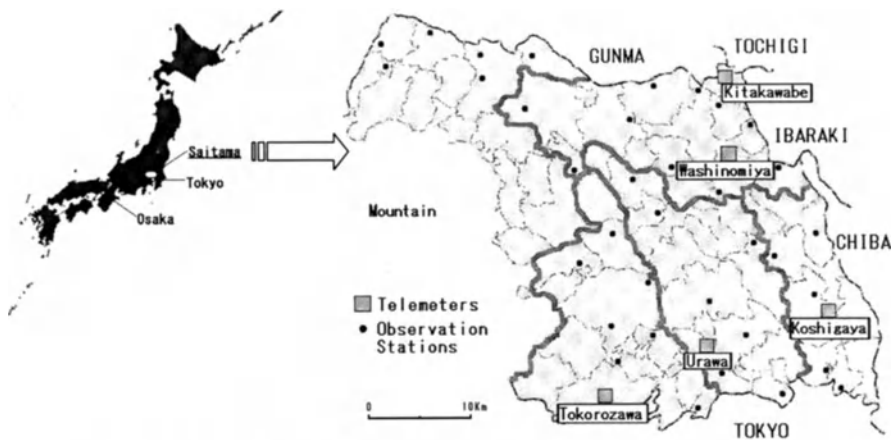 Saitama
Tokyo
Osaka
GUNMA
TOCHIGI
Kitakawabe
IBARAKI
Washinomiya
Mountain
CHIBA
Telemeters
Observation
Stations
Koshigaya
Urawa
Tokorozawa
0 10Km
TOKYO